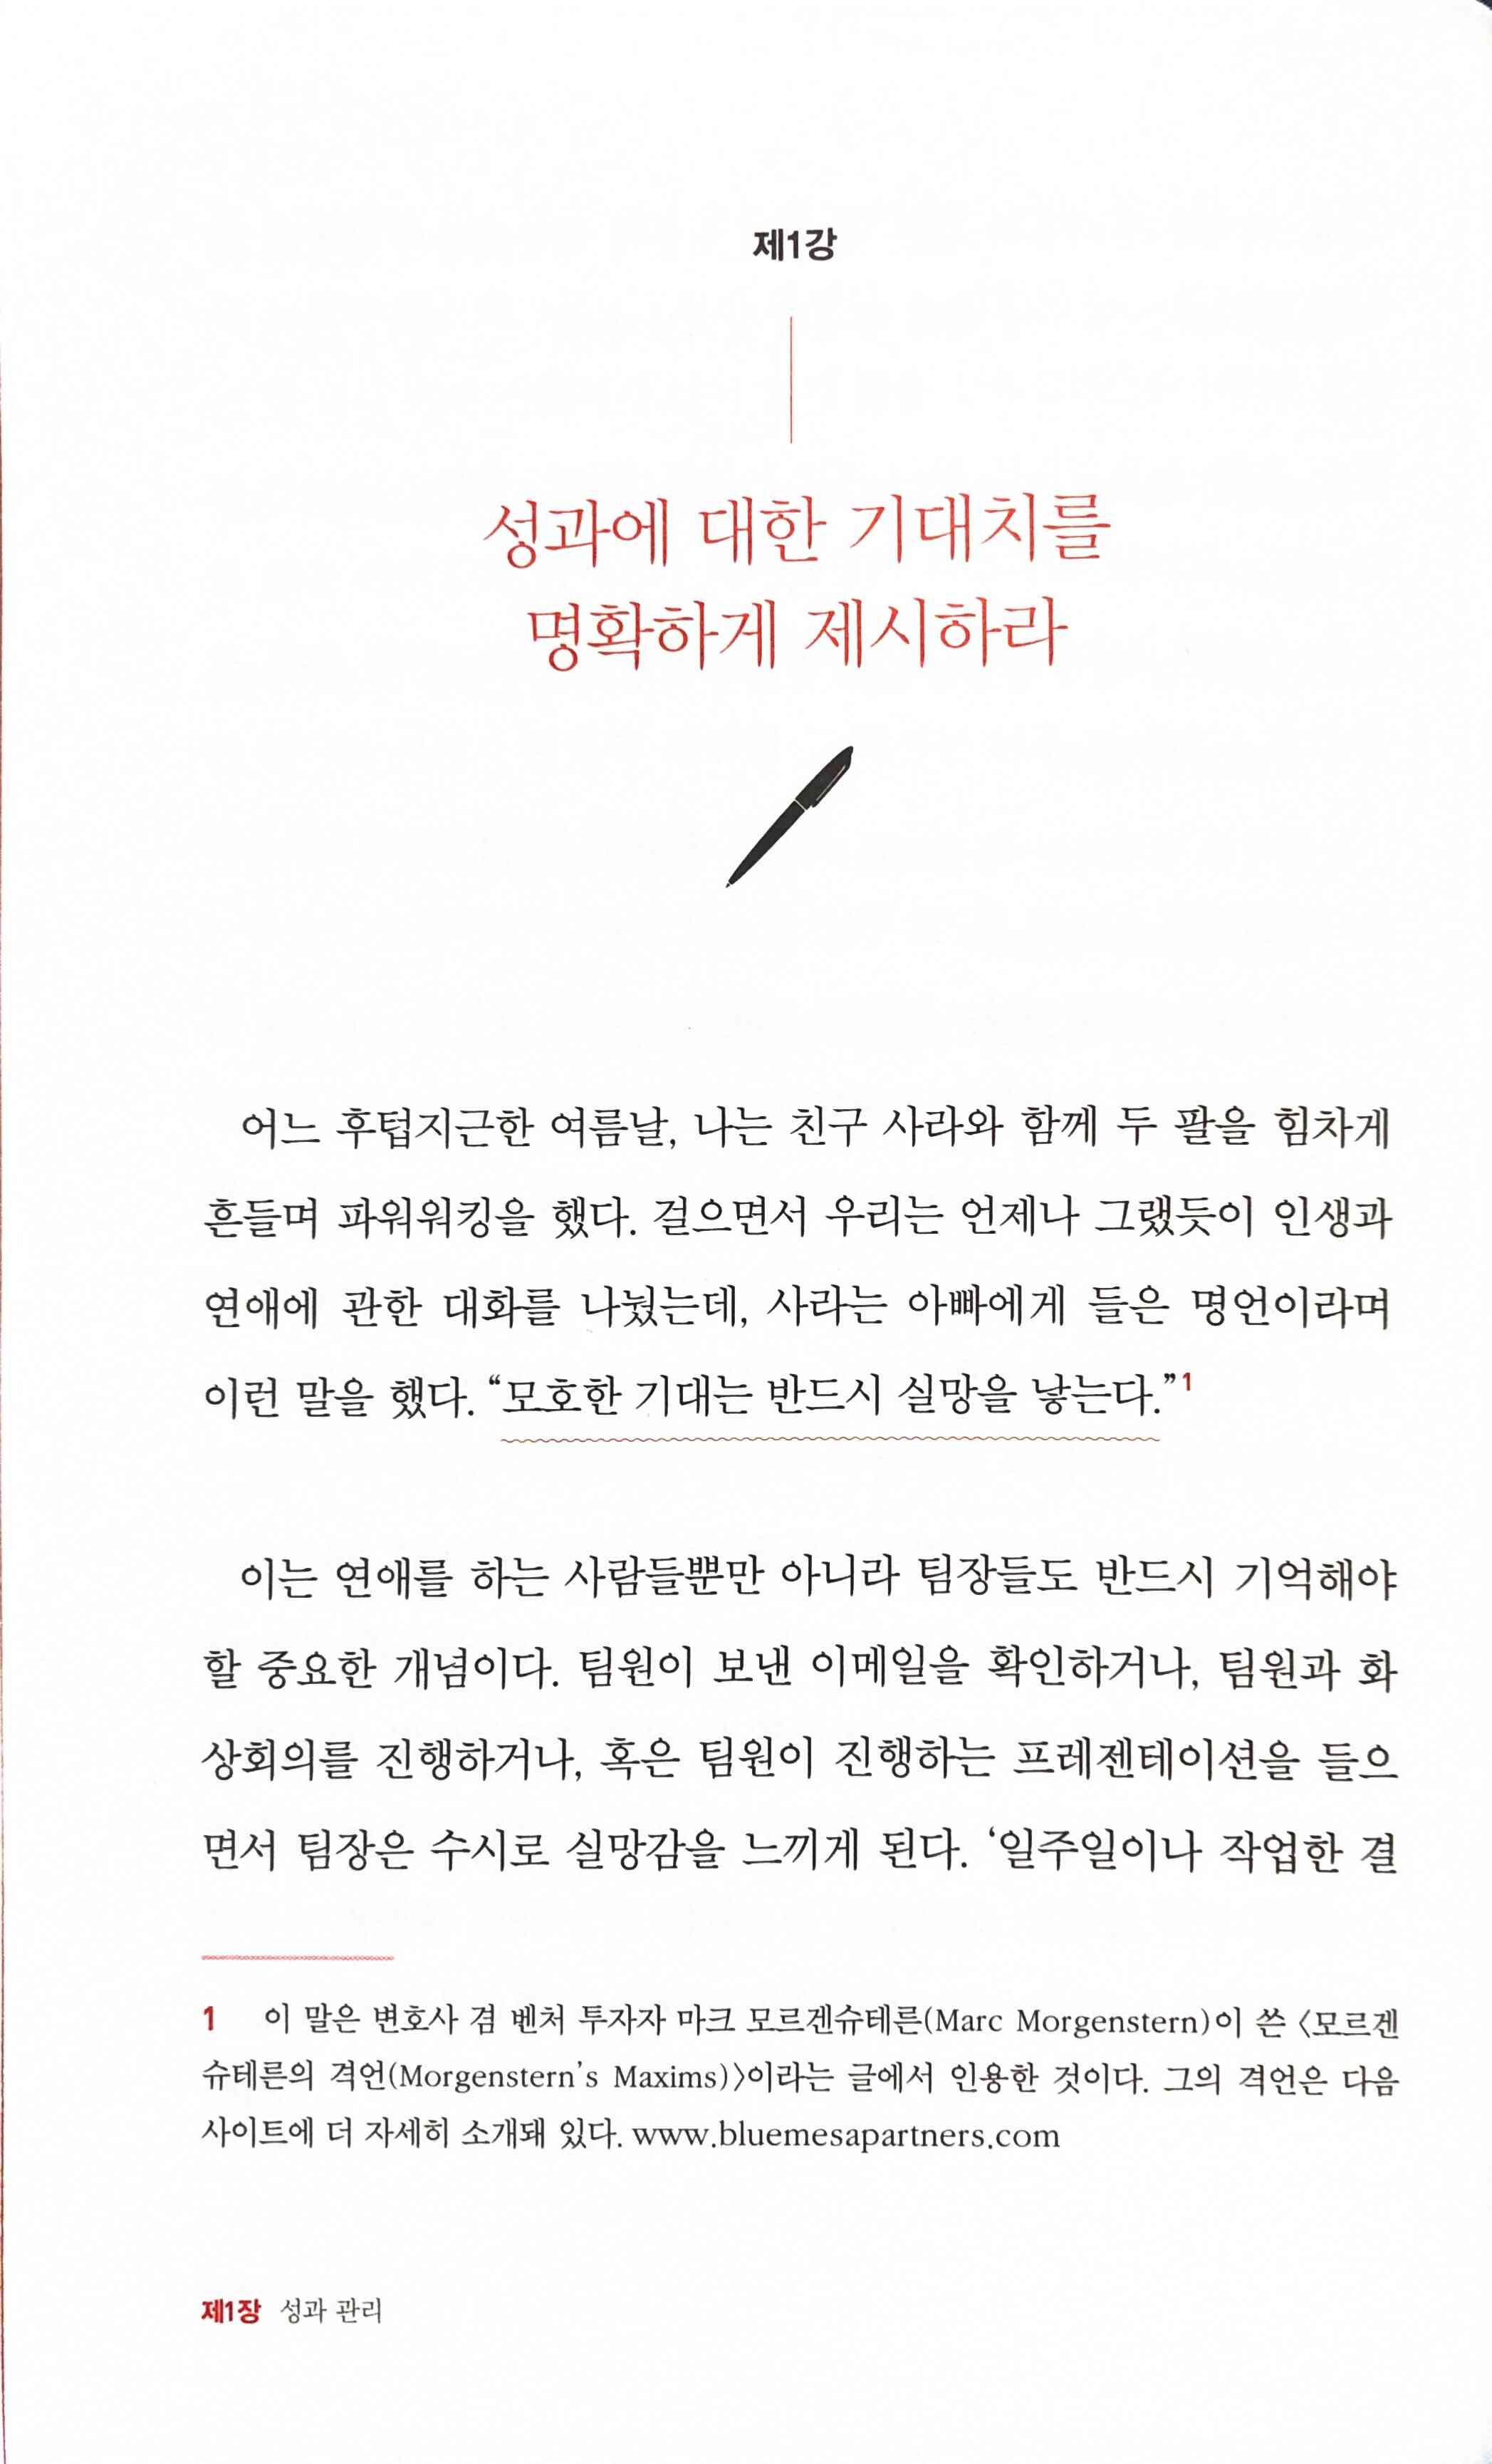 제1강
성과에 대한 기대치를
명확하게 제시하라
어느 후텁지근한 여름날, 나는 친구 사라와 함께 두 팔을 힘차게
흔들며 파워워킹을 했다. 걸으면서 우리는 언제나 그랬듯이 인생과
연애에 관한 대화를 나눴는데, 사라는 아빠에게 들은 명언이라며
이런 말을 했다. “모호한 기대는 반드시 실망을 낳는다.”1
이는 연애를 하는 사람들뿐만 아니라 팀장들도 반드시 기억해야
할 중요한 개념이다. 팀원이 보낸 이메일을 확인하거나, 팀원과 화
상회의를 진행하거나, 혹은 팀원이 진행하는 프레젠테이션을 들으
면서 팀장은 수시로 실망감을 느끼게 된다. ‘일주일이나 작업한 결
1 이 말은 변호사 겸 벤처 투자자 마크 모르겐슈테른(Marc Morgenstern)이 쓴 〈모르겐
슈테른의 격언(Morgenstern’s Maxims)〉이라는 글에서 인용한 것이다. 그의 격언은 다음
사이트에 더 자세히 소개돼 있다. www.bluemesapartners.com
제1장 성과 관리